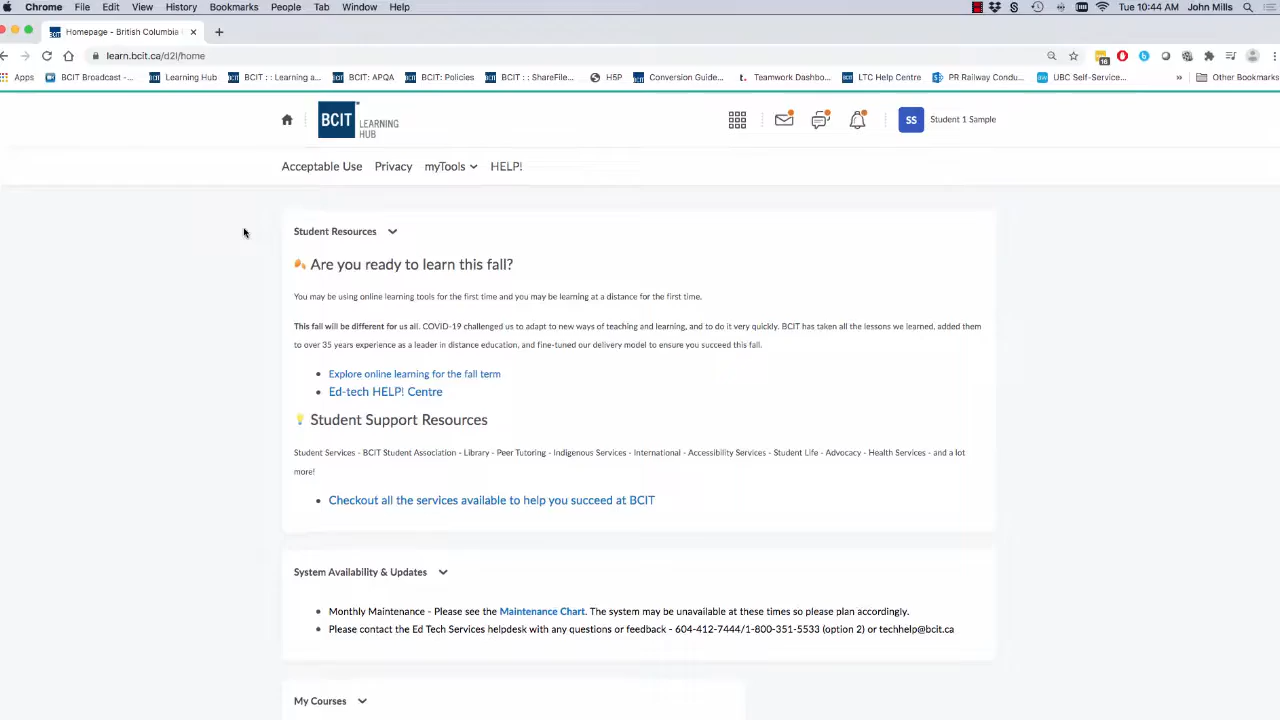 Chrome File Edit View History Bookmarks People Tab Window Help Tue 10:44 AM John Mills
Homepage - British Columbia
learn.bcit.ca/d2l/home
16
Apps BCIT Broadcast -... Learning Hub BCIT : : Learning a... BCIT: APQA BCIT: Policies BCIT : : ShareFile... H5P Conversion Guide... Teamwork Dashbo... LTC Help Centre PR Railway Condu... UBC Self-Service... » Other Bookmarks
BCIT LEARNING HUB
SS Student 1 Sample
Acceptable Use Privacy myTools HELP!
Student Resources
Are you ready to learn this fall?
You may be using online learning tools for the first time and you may be learning at a distance for the first time.
This fall will be different for us all. COVID-19 challenged us to adapt to new ways of teaching and learning, and to do it very quickly. BCIT has taken all the lessons we learned, added them
to over 35 years experience as a leader in distance education, and fine-tuned our delivery model to ensure you succeed this fall.
• Explore online learning for the fall term
• Ed-tech HELP! Centre
Student Support Resources
Student Services - BCIT Student Association - Library - Peer Tutoring - Indigenous Services - International - Accessibility Services - Student Life - Advocacy - Health Services - and a lot
more!
• Checkout all the services available to help you succeed at BCIT
System Availability & Updates
• Monthly Maintenance - Please see the Maintenance Chart. The system may be unavailable at these times so please plan accordingly.
• Please contact the Ed Tech Services helpdesk with any questions or feedback - 604-412-7444/1-800-351-5533 (option 2) or techhelp@bcit.ca
My Courses